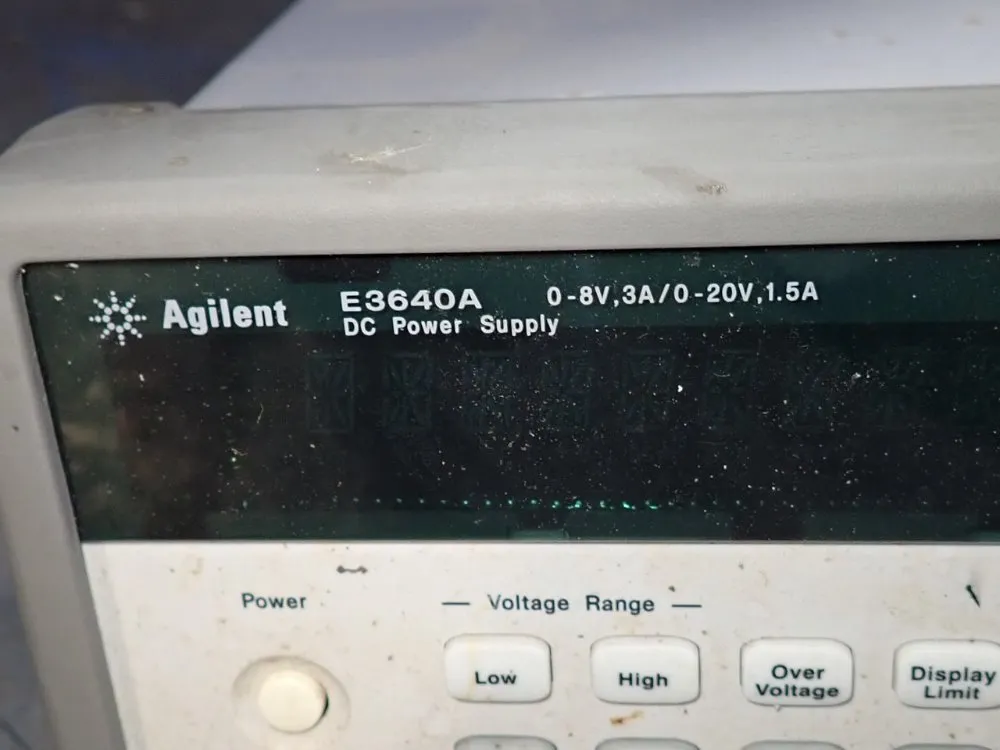 Agilent
E3640A 0-8V,3A/0-20V,1.5A
DC Power Supply
Power
Voltage Range
Low
High
Over
Voltage
Display
Limit